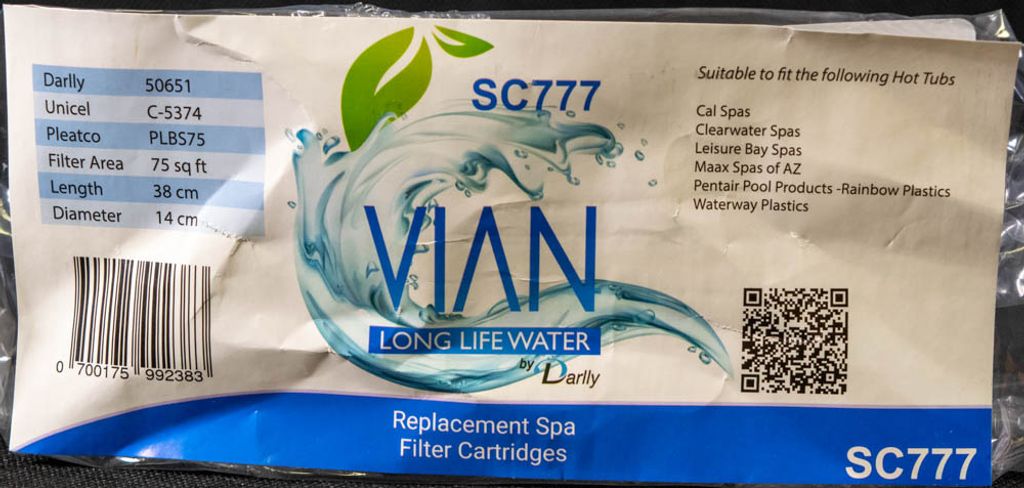 Darlly 50651
Unicel C-5374
Pleatco PLBS75
Filter Area 75 sq ft
Length 38 cm
Diameter 14 cm
0 700175 992383
SC777
VIAN
LONG LIFE WATER
by Darlly
Suitable to fit the following Hot Tubs
Cal Spas
Clearwater Spas
Leisure Bay Spas
Maax Spas of AZ
Pentair Pool Products -Rainbow Plastics
Waterway Plastics
Replacement Spa
Filter Cartridges
SC777